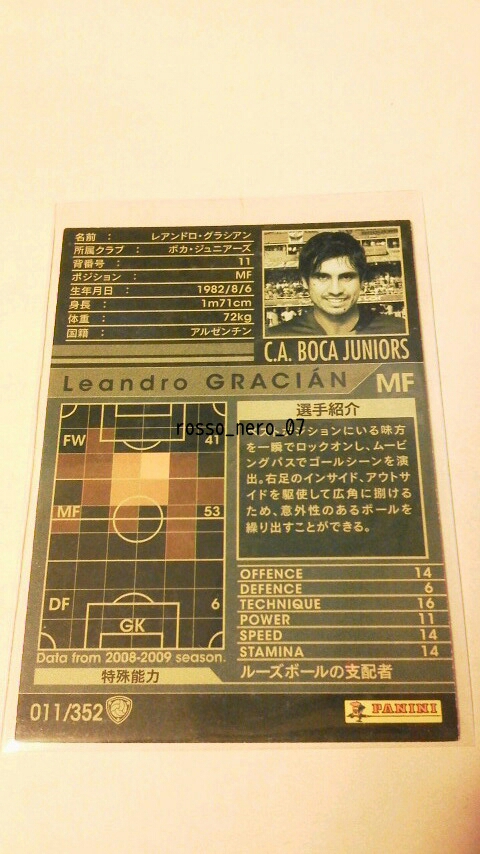 名前 : レアンドロ・グラシアン
所属クラブ : ボカ・ジュニアーズ
背番号 : 11
ポジション : MF
生年月日 : 1982/8/6
身長 : 1m71cm
体重 : 72kg
国籍 : アルゼンチン
C.A. BOCA JUNIORS
Leandro GRACIÁN MF
FW 41
MF 53
DF 6
GK
Data from 2008-2009 season.
特殊能力
選手紹介
rosso_nero_07
ポジションにいる味方
を一瞬でロックオンし、ムービ
ングパスでゴールシーンを演
出。右足のインサイド、アウトサ
イドを駆使して広角に捌ける
ため、意外性のあるボールを
繰り出すことができる。
OFFENCE 14
DEFENCE 6
TECHNIQUE 16
POWER 11
SPEED 14
STAMINA 14
ルーズボールの支配者
011/352
PANINI